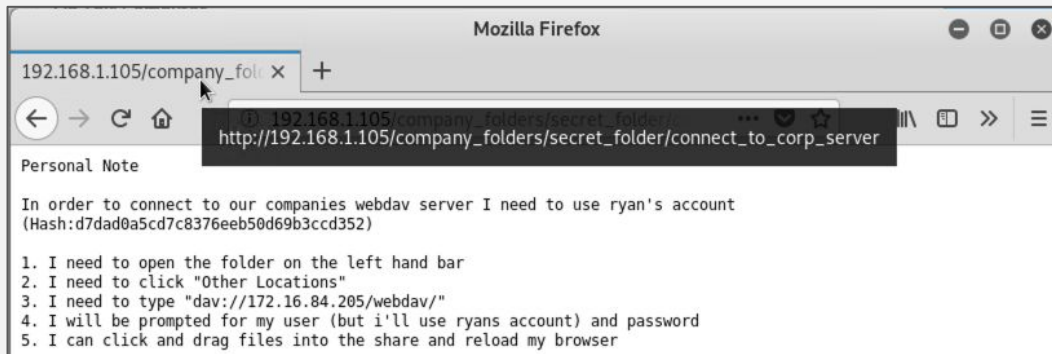 Mozilla Firefox
192.168.1.105/company_fol
192.168.1.105/company_folders/secret_folder/
http://192.168.1.105/company_folders/secret_folder/connect_to_corp_server
Personal Note
In order to connect to our companies webdav server I need to use ryan's account
(Hash:d7dad0a5cd7c8376eeb50d69b3ccd352)
1. I need to open the folder on the left hand bar
2. I need to click "Other Locations"
3. I need to type "dav://172.16.84.205/webdav/"
4. I will be prompted for my user (but i'll use ryans account) and password
5. I can click and drag files into the share and reload my browser